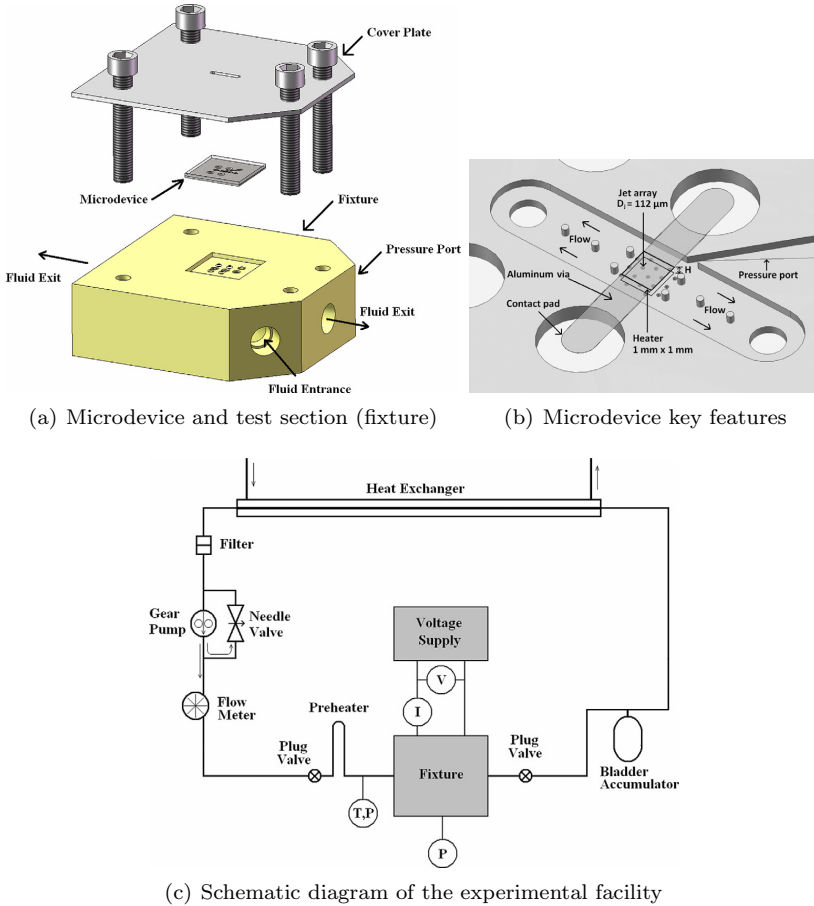 Cover Plate
Microdevice
Fixture
Pressure Port
Fluid Exit
Fluid Exit
Fluid Entrance
(a) Microdevice and test section (fixture)
Jet array
Dj = 112 μm
Flow
H
Aluminum via
Pressure port
Contact pad
Flow
Heater
1 mm x 1 mm
(b) Microdevice key features
Heat Exchanger
Filter
Gear
Pump
Needle
Valve
Voltage
Supply
V
I
Flow
Meter
Preheater
Plug
Valve
Fixture
Plug
Valve
Bladder
Accumulator
T,P
P
(c) Schematic diagram of the experimental facility